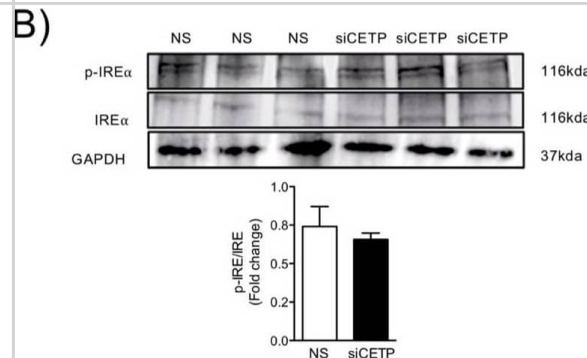 B)
NS NS NS siCETP siCETP siCETP
p-IREα 116kda
IREα 116kda
GAPDH 37kda
1.0
0.8
0.5
0.2
0.0
p-IRE/IRE
(Fold change)
NS siCETP